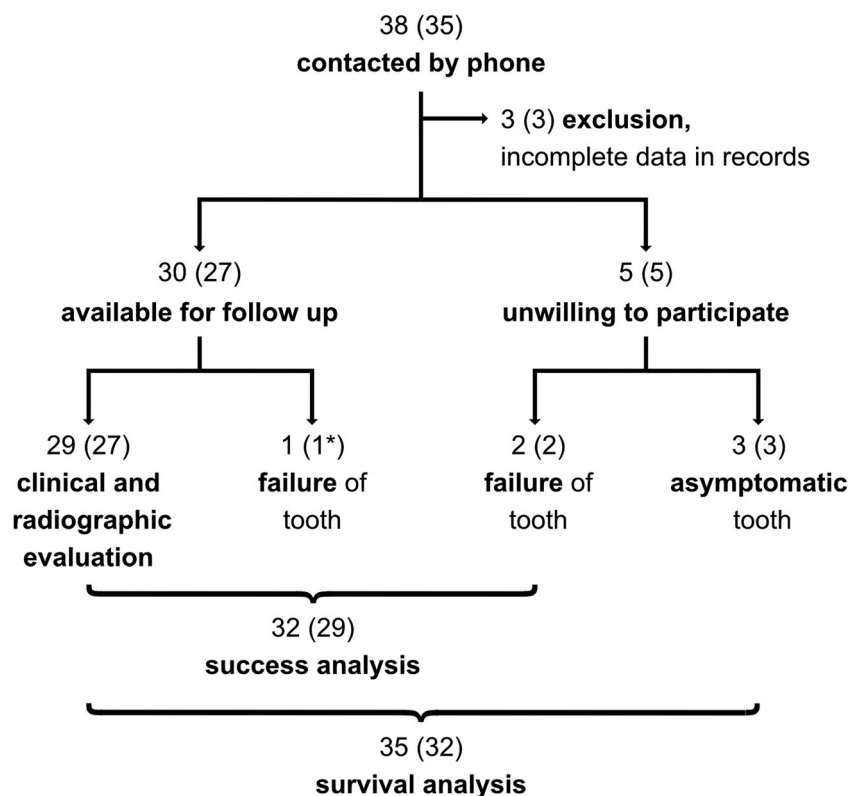 38 (35)
contacted by phone
3 (3) exclusion,
incomplete data in records
30 (27)
available for follow up
5 (5)
unwilling to participate
29 (27)
clinical and
radiographic
evaluation
1 (1*)
failure of
tooth
2 (2)
failure of
tooth
3 (3)
asymptomatic
tooth
32 (29)
success analysis
35 (32)
survival analysis